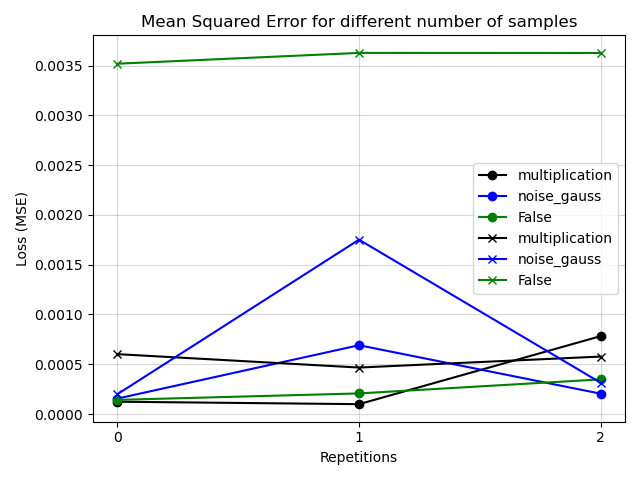 Mean Squared Error for different number of samples
Loss (MSE)
0.0035
0.0030
0.0025
0.0020
0.0015
0.0010
0.0005
0.0000
multiplication
noise_gauss
False
multiplication
noise_gauss
False
0 1 2
Repetitions